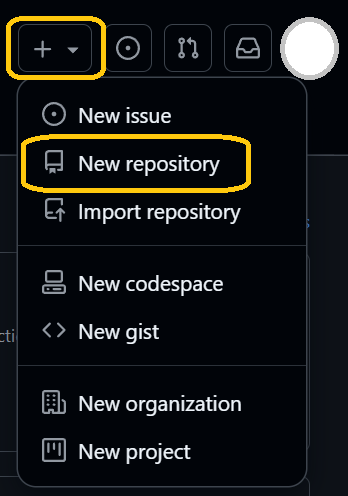 New issue
New repository
Import repository
New codespace
New gist
New organization
New project